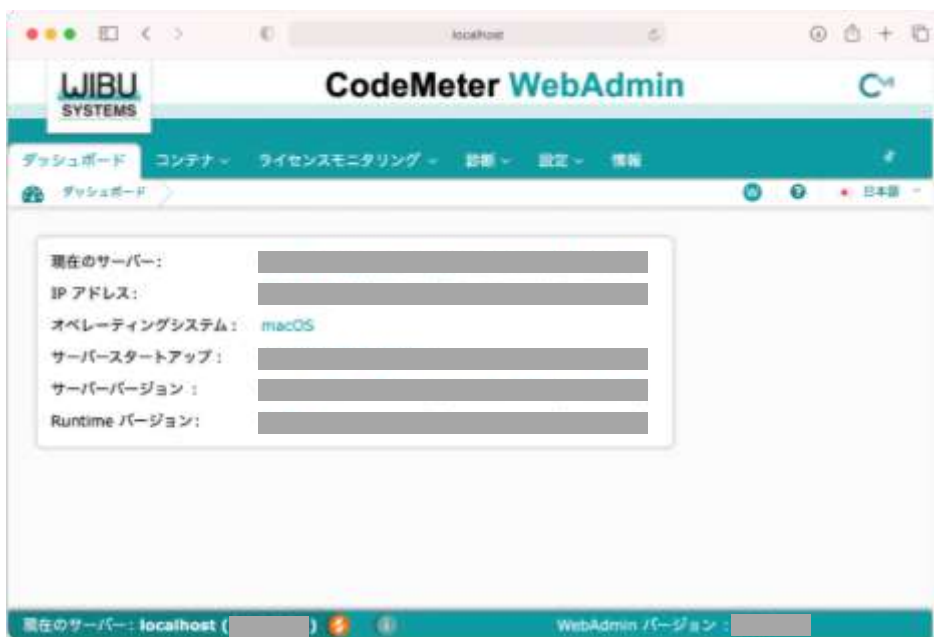 localhost
WIBU
SYSTEMS
CodeMeter WebAdmin
ダッシュボード コンテナ ライセンスモニタリング 診断 設定 情報
ダッシュボード W ? 日本語
現在のサーバー:
IP アドレス:
オペレーティングシステム: macOS
サーバースタートアップ:
サーバーバージョン :
Runtime バージョン:
現在のサーバー: localhost ( ) WebAdmin バージョン :